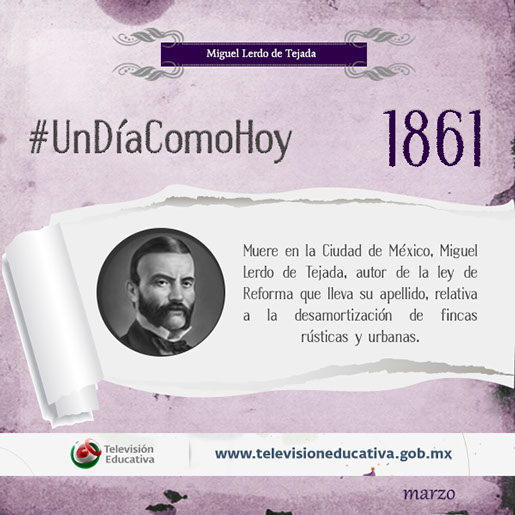 Miguel Lerdo de Tejada
#UnDíaComoHoy
1861
Muere en la Ciudad de México, Miguel
Lerdo de Tejada, autor de la ley de
Reforma que lleva su apellido, relativa
a la desamortización de fincas
rústicas y urbanas.
Televisión
Educativa
www.televisioneducativa.gob.mx
marzo